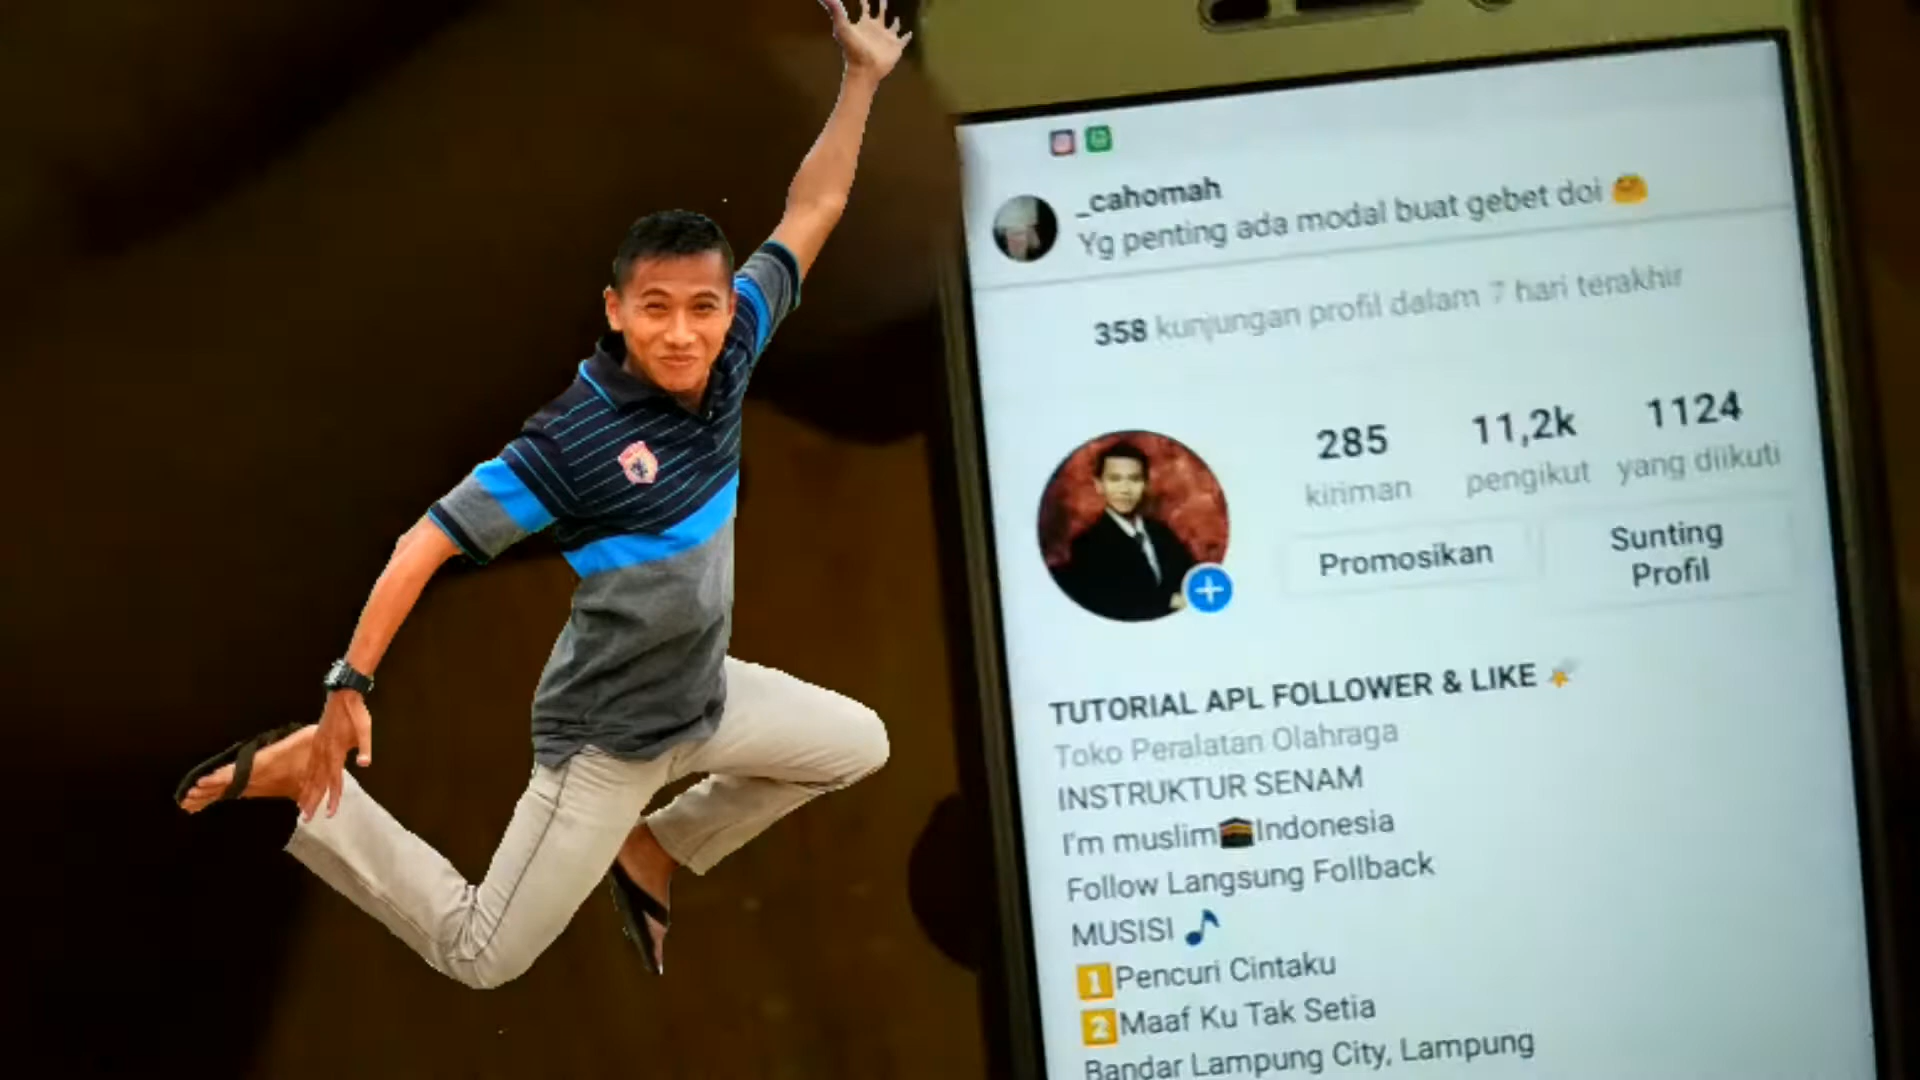 _cahomah
Yg penting ada modal buat gebet doi 
358 kunjungan profil dalam 7 hari terakhir
285 11,2k 1124
kiriman pengikut yang diikuti
Promosikan Sunting Profil
TUTORIAL APL FOLLOWER & LIKE
Toko Peralatan Olahraga
INSTRUKTUR SENAM
I'm muslim🕋Indonesia
Follow Langsung Follback
MUSISI 🎵
1 Pencuri Cintaku
2 Maaf Ku Tak Setia
Bandar Lampung City, Lampung